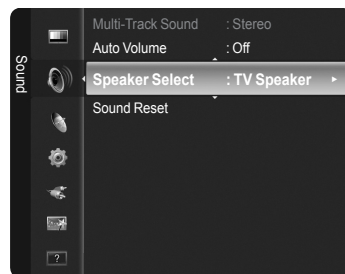 Sound
Multi-Track Sound : Stereo
Auto Volume : Off
Speaker Select : TV Speaker
Sound Reset
?